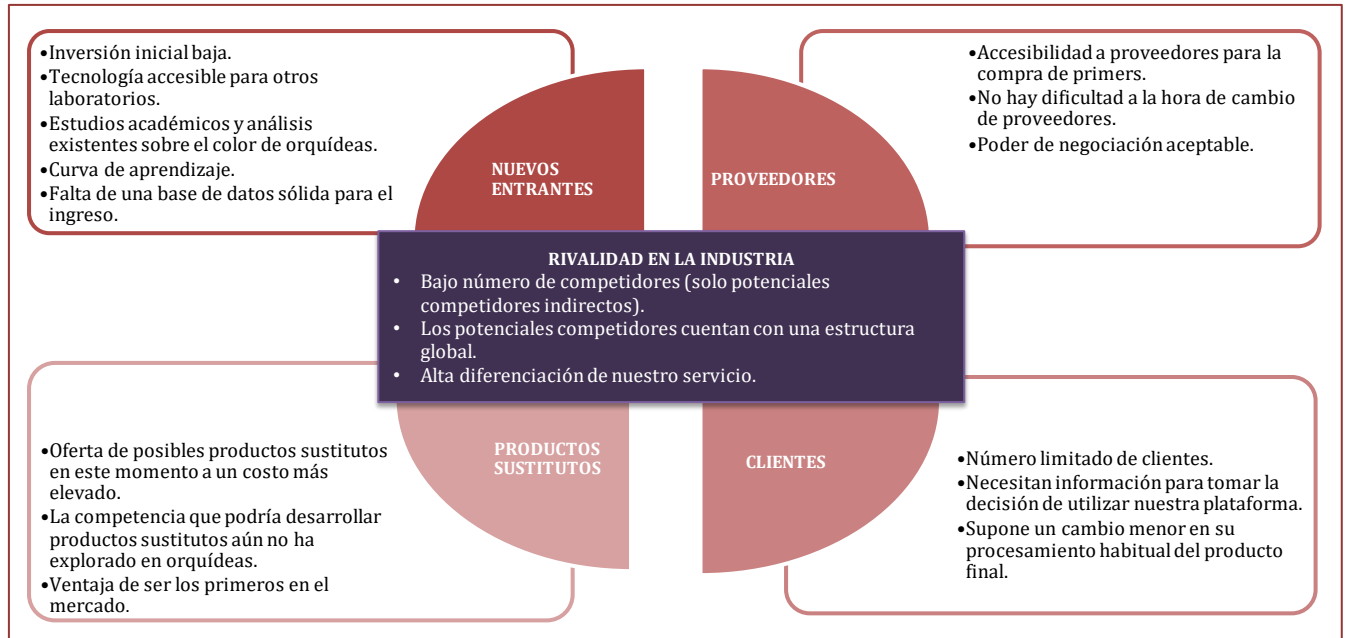 •Inversión inicial baja.
•Tecnología accesible para otros
laboratorios.
•Estudios académicos y análisis
existentes sobre el color de orquídeas.
•Curva de aprendizaje.
•Falta de una base de datos sólida para el
ingreso.
NUEVOS
ENTRANTES
•Accesibilidad a proveedores para la
compra de primers.
•No hay dificultad a la hora de cambio
de proveedores.
•Poder de negociación aceptable.
PROVEEDORES
RIVALIDAD EN LA INDUSTRIA
• Bajo número de competidores (solo potenciales
competidores indirectos).
• Los potenciales competidores cuentan con una estructura
global.
• Alta diferenciación de nuestro servicio.
•Oferta de posibles productos sustitutos
en este momento a un costo más
elevado.
•La competencia que podría desarrollar
productos sustitutos aún no ha
explorado en orquídeas.
•Ventaja de ser los primeros en el
mercado.
PRODUCTOS
SUSTITUTOS
CLIENTES
•Número limitado de clientes.
•Necesitan información para tomar la
decisión de utilizar nuestra plataforma.
•Supone un cambio menor en su
procesamiento habitual del producto
final.